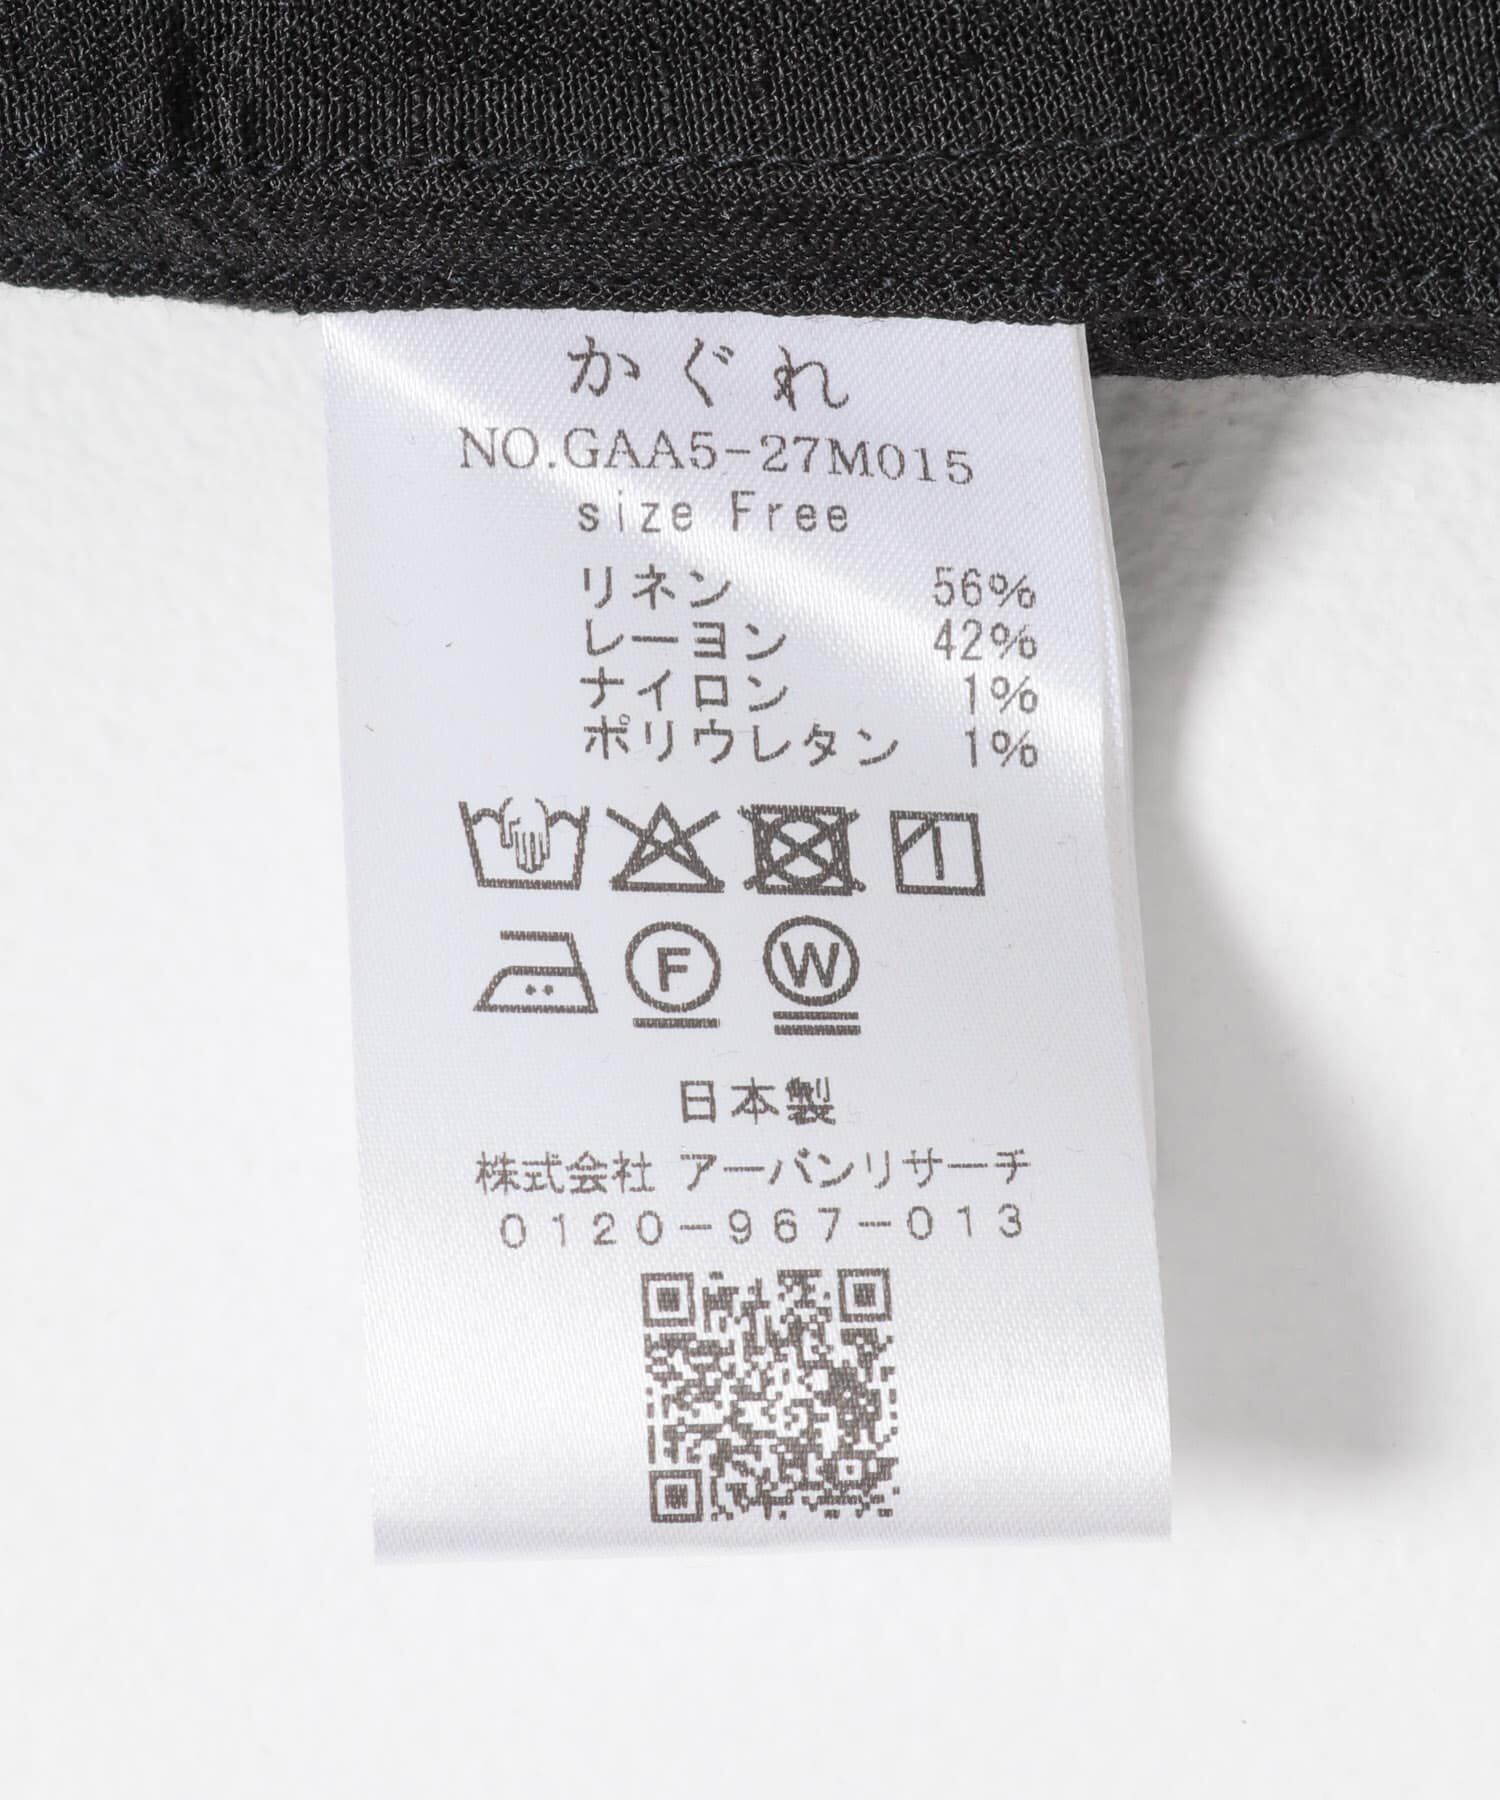 かぐれ
NO.GAA5-27M015
size Free
リネン 56%
レーヨン 42%
ナイロン 1%
ポリウレタン 1%
F W
日本製
株式会社 アーバンリサーチ
0120-967-013